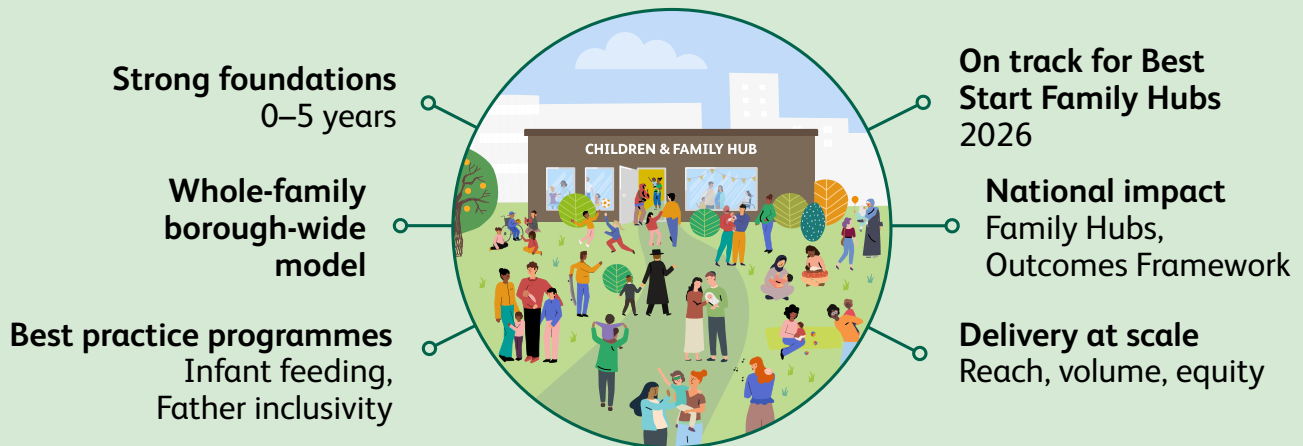 Strong foundations
0–5 years
Whole-family
borough-wide
model
Best practice programmes
Infant feeding,
Father inclusivity
CHILDREN & FAMILY HUB
On track for Best
Start Family Hubs
2026
National impact
Family Hubs,
Outcomes Framework
Delivery at scale
Reach, volume, equity